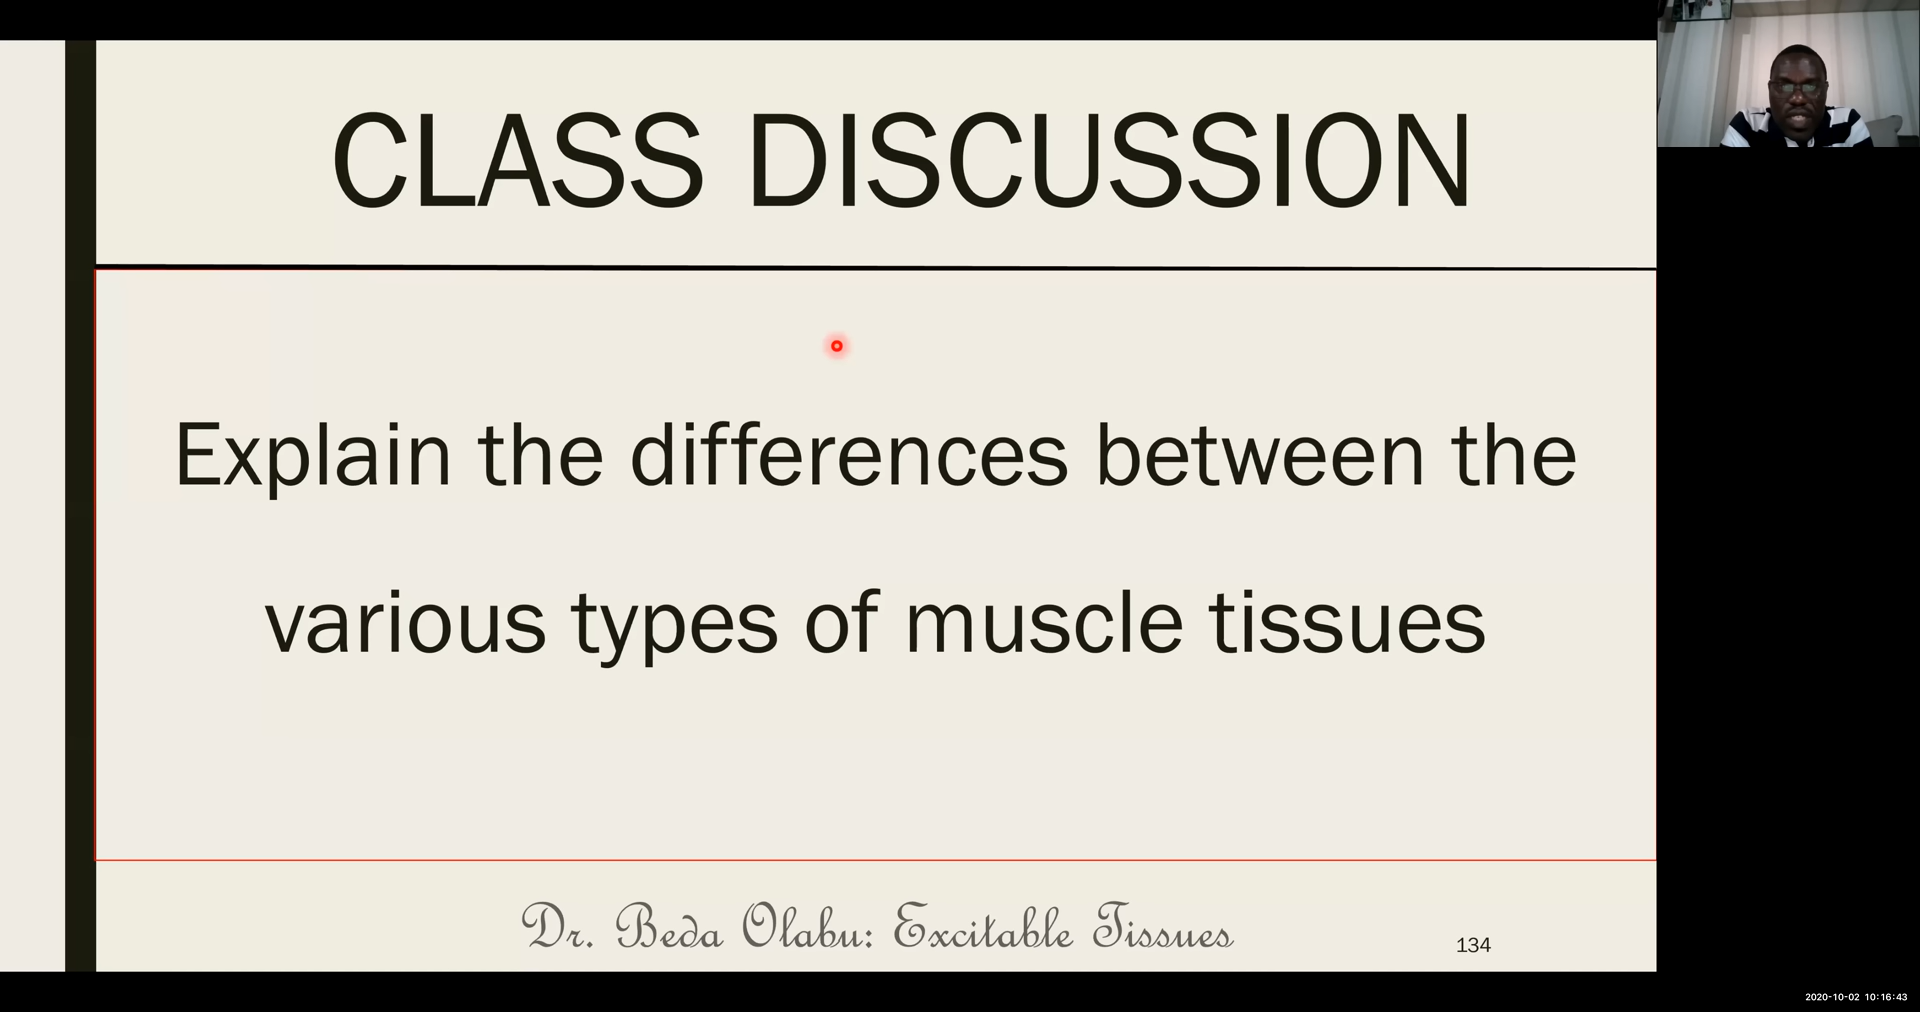 CLASS DISCUSSION
Explain the differences between the
various types of muscle tissues
Dr. Beda Olabu: Excitable Tissues
134
2020-10-02 10:16:43